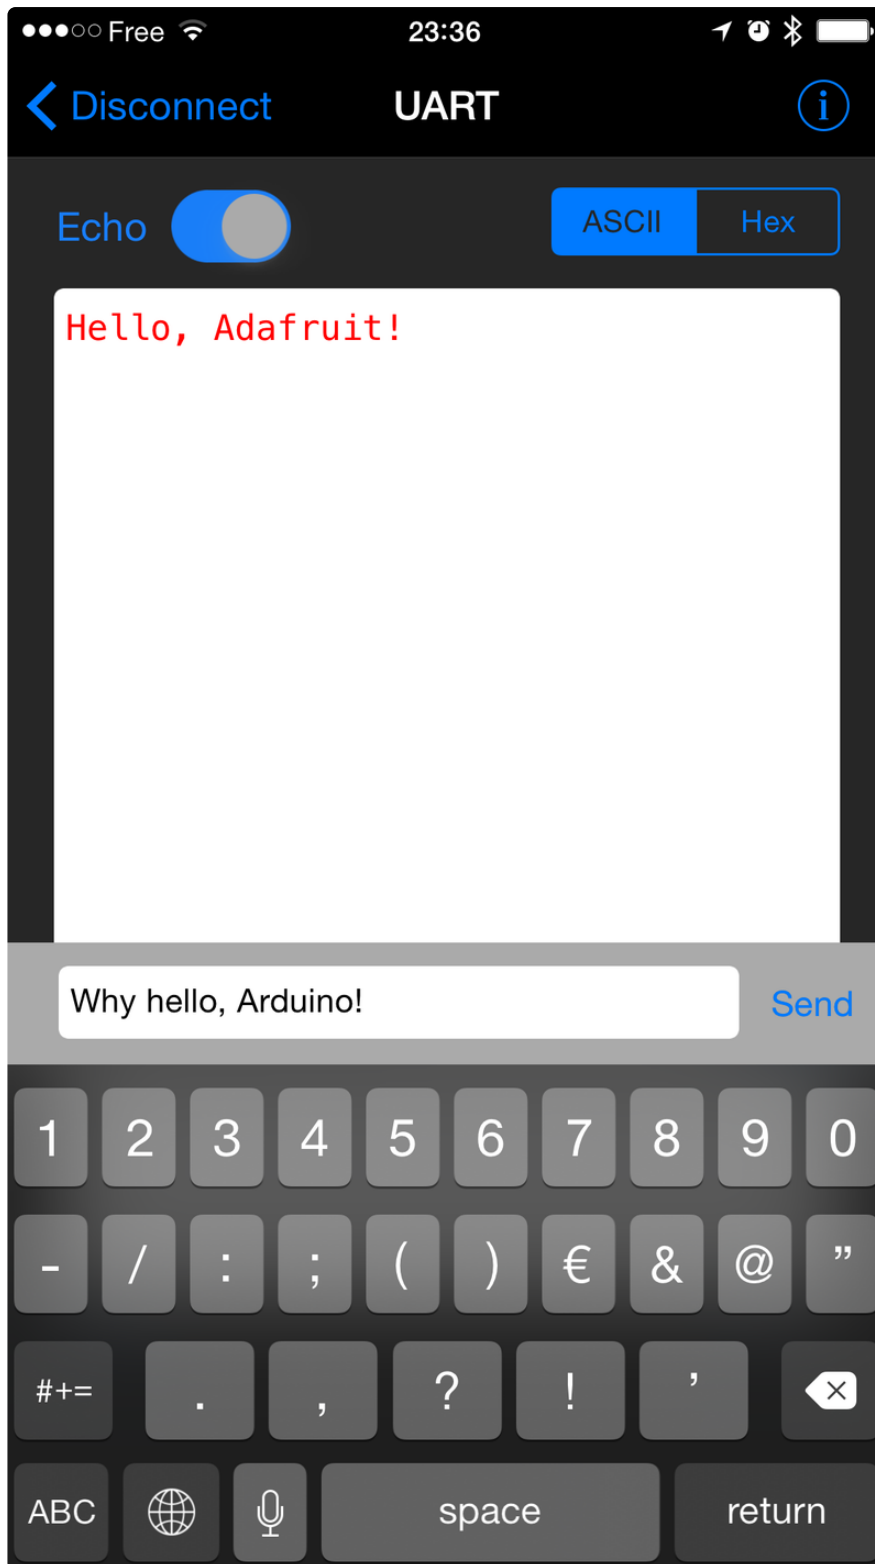 Free 23:36
Disconnect UART i
Echo ASCII Hex
Hello, Adafruit!
Why hello, Arduino! Send
1 2 3 4 5 6 7 8 9 0
- / : ; ( ) € & @ ”
#+= . , ? ! ’
ABC space return